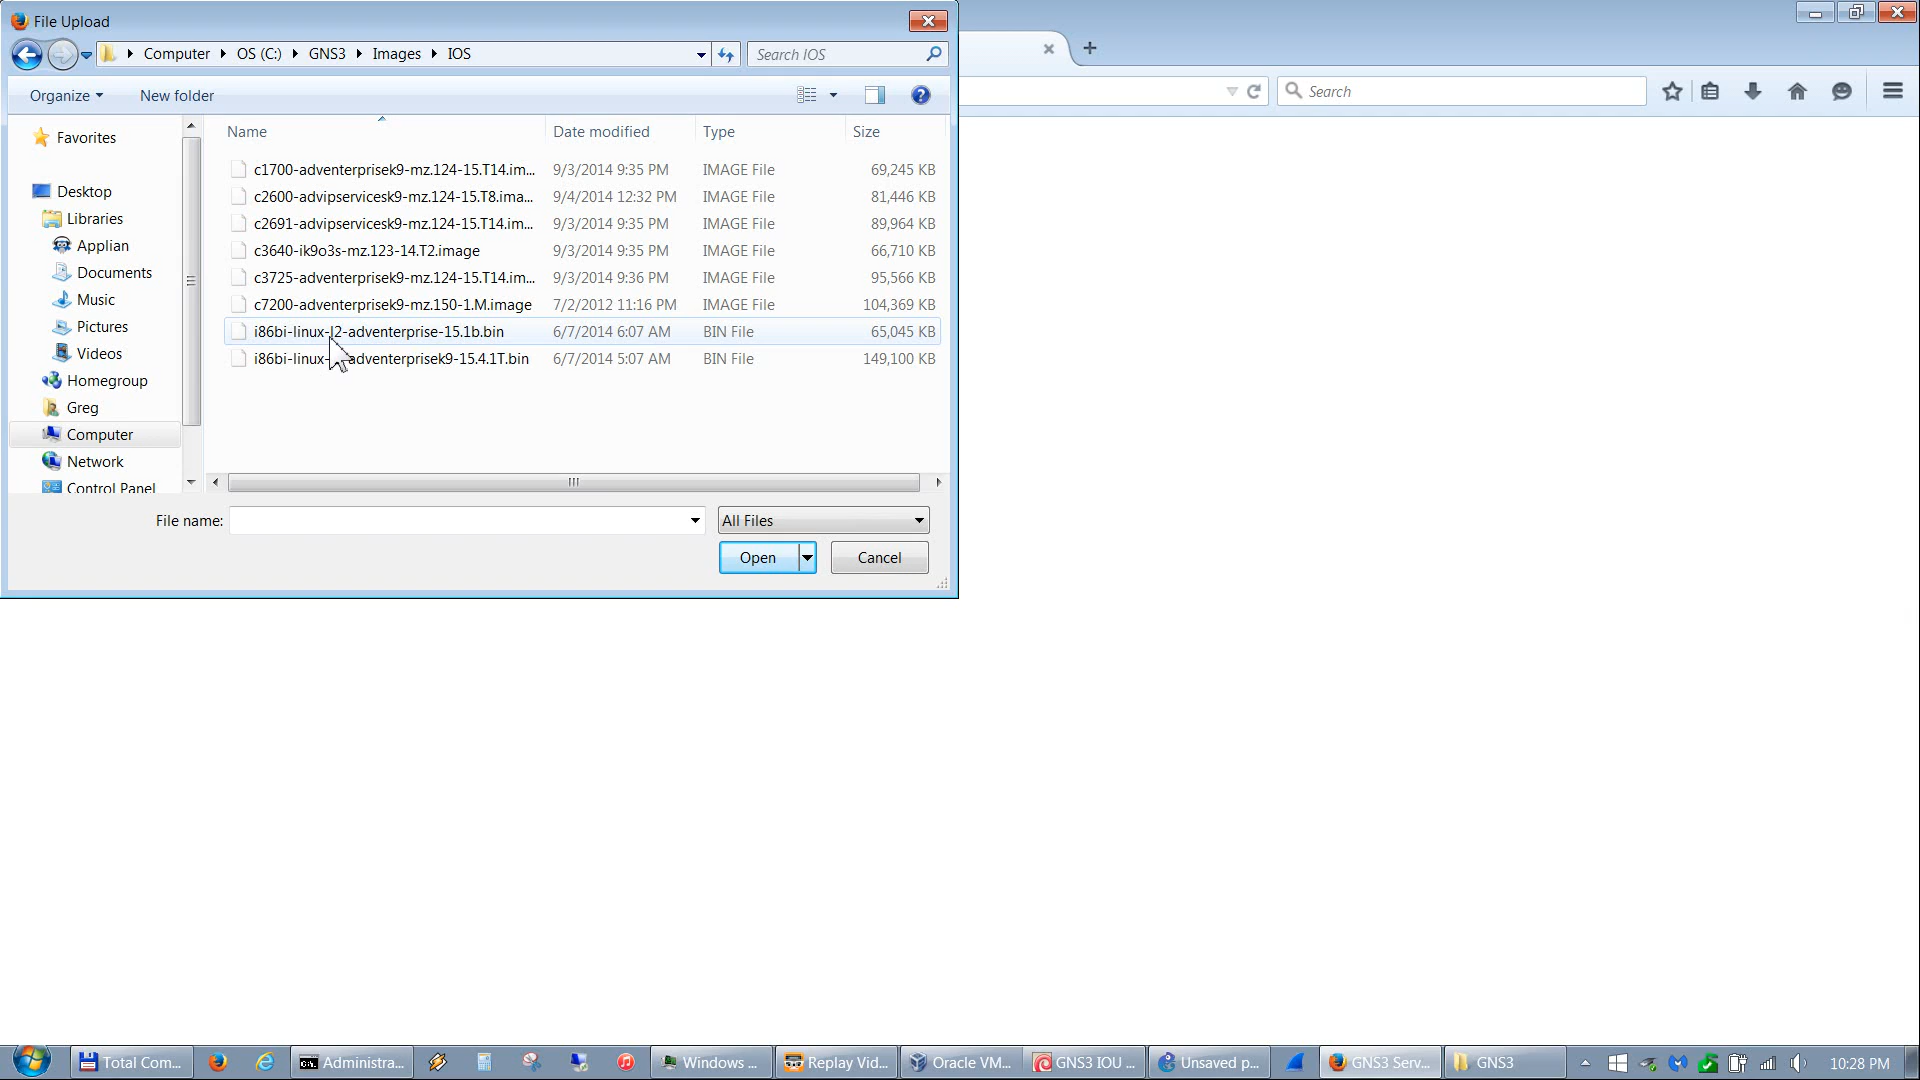 File Upload
Computer OS (C:) GNS3 Images IOS
Search IOS
Search
Organize New folder
Name Date modified Type Size
Favorites
Desktop
Libraries
Applian
Documents
Music
Pictures
Videos
Homegroup
Greg
Computer
Network
Control Panel
c1700-adventerprisek9-mz.124-15.T14.im... 9/3/2014 9:35 PM IMAGE File 69,245 KB
c2600-advipservicesk9-mz.124-15.T8.ima... 9/4/2014 12:32 PM IMAGE File 81,446 KB
c2691-advipservicesk9-mz.124-15.T14.im... 9/3/2014 9:35 PM IMAGE File 89,964 KB
c3640-ik9o3s-mz.123-14.T2.image 9/3/2014 9:35 PM IMAGE File 66,710 KB
c3725-adventerprisek9-mz.124-15.T14.im... 9/3/2014 9:36 PM IMAGE File 95,566 KB
c7200-adventerprisek9-mz.150-1.M.image 7/2/2012 11:16 PM IMAGE File 104,369 KB
i86bi-linux-l2-adventerprise-15.1b.bin 6/7/2014 6:07 AM BIN File 65,045 KB
i86bi-linux- adventerprisek9-15.4.1T.bin 6/7/2014 5:07 AM BIN File 149,100 KB
File name: All Files
Open Cancel
Total Com... Administra... Windows ... Replay Vid... Oracle VM... GNS3 IOU ... Unsaved p... GNS3 Serv... GNS3 10:28 PM